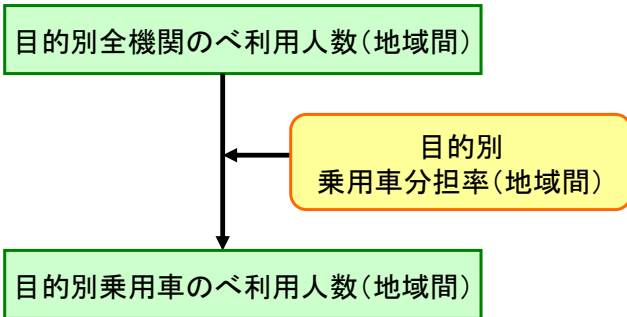 目的別全機関のべ利用人数(地域間)
目的別
乗用車分担率(地域間)
目的別乗用車のべ利用人数(地域間)